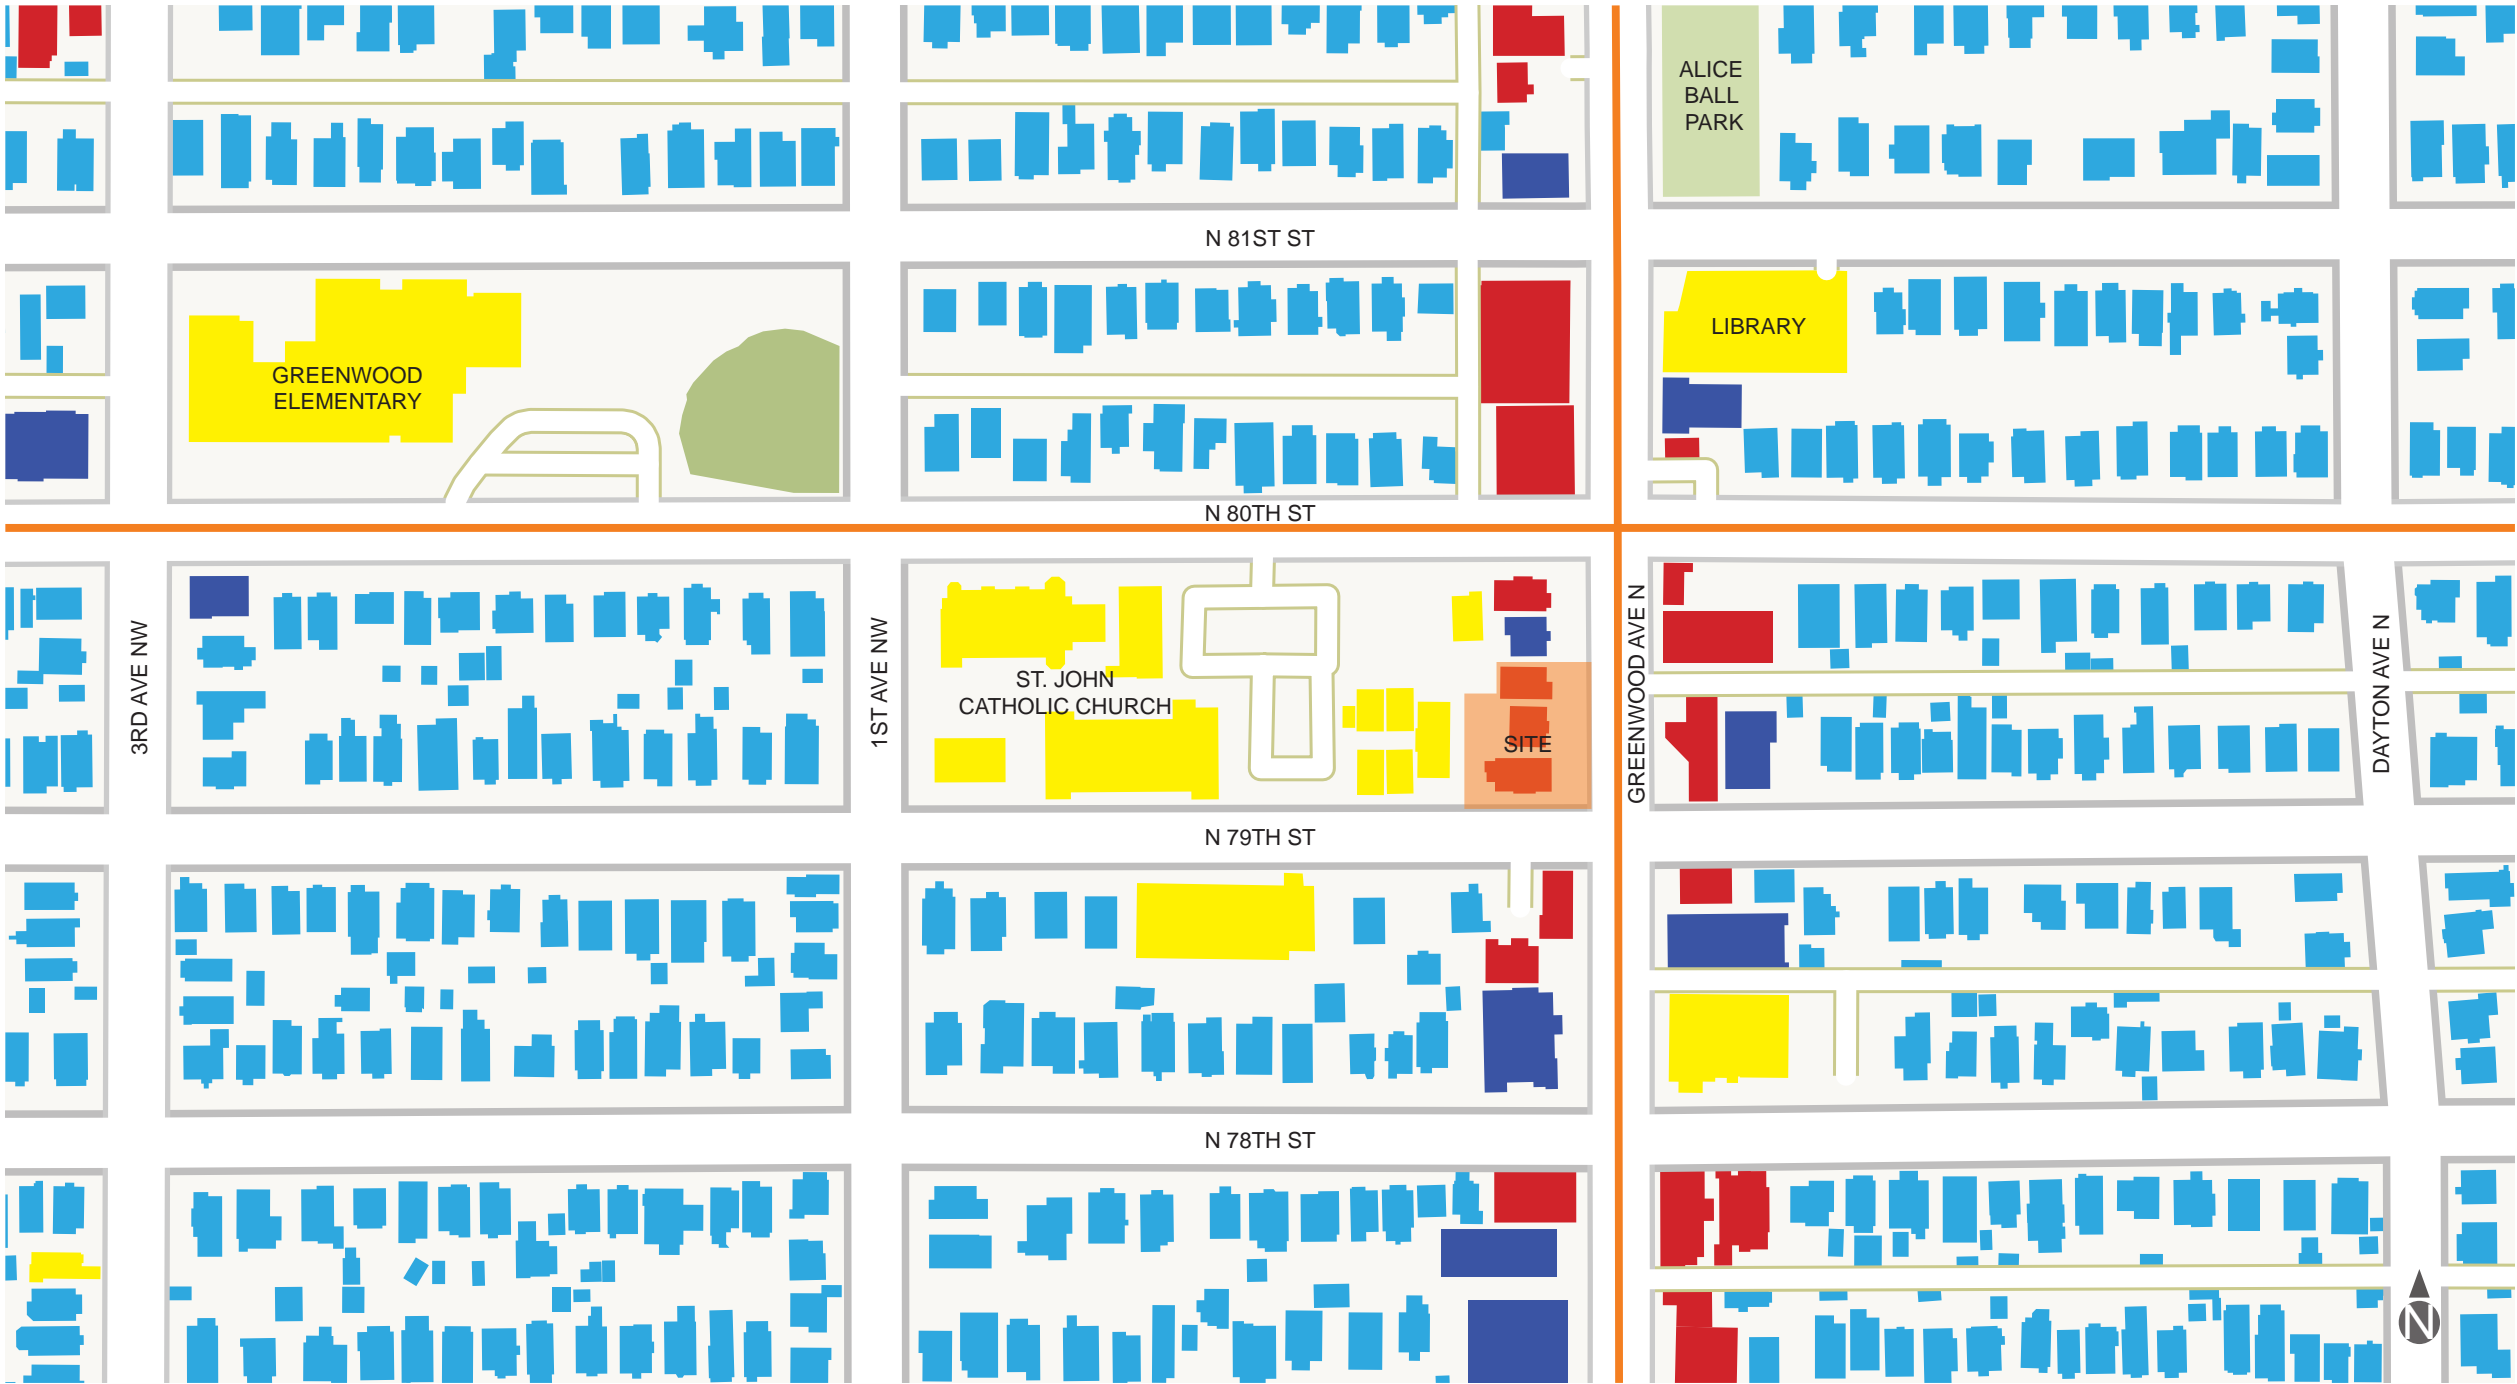 ALICE
BALL
PARK
N 81ST ST
LIBRARY
GREENWOOD
ELEMENTARY
N 80TH ST
3RD AVE NW
1ST AVE NW
ST. JOHN
CATHOLIC CHURCH
SITE
GREENWOOD AVE N
DAYTON AVE N
N 79TH ST
N 78TH ST
N